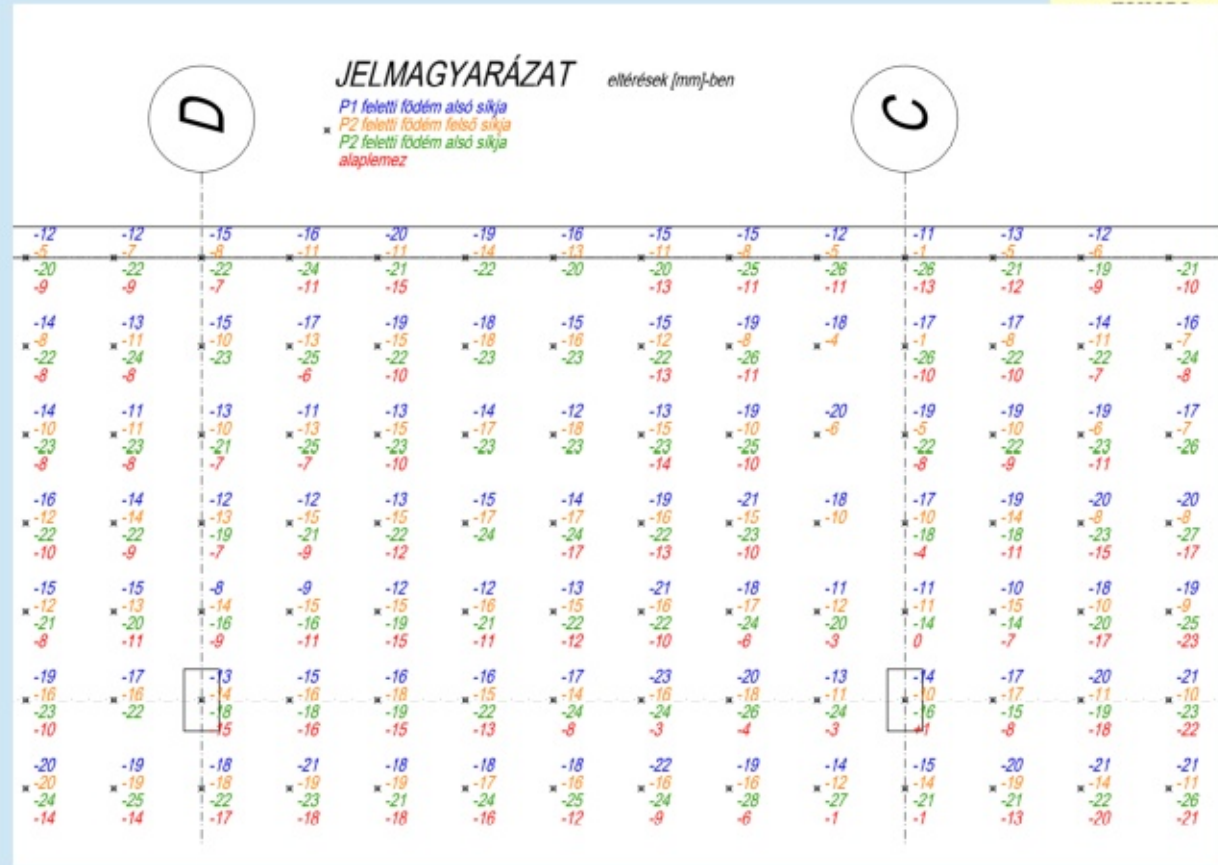 D
JELMAGYARÁZAT eltérések [mm]-ben
P1 feletti födém alsó síkja
P2 feletti födém felső síkja
P2 feletti födém alsó síkja
alaplemez
C
-12 -12 -15 -16 -20 -19 -16 -15 -15 -12 -11 -13 -12
-5 -7 -8 -11 -11 -14 -13 -11 -8 -5 -1 -5 -6
-20 -22 -22 -24 -21 -22 -20 -20 -25 -26 -26 -21 -19 -21
-9 -9 -7 -11 -15 -13 -11 -11 -13 -12 -9 -10
-14 -13 -15 -17 -19 -18 -15 -15 -19 -18 -17 -17 -14 -16
-8 -11 -10 -13 -15 -18 -16 -12 -8 -4 -1 -8 -11 -7
-22 -24 -23 -25 -22 -23 -23 -22 -26 -26 -22 -22 -24
-8 -8 -6 -10 -13 -11 -10 -10 -7 -8
-14 -11 -13 -11 -13 -14 -12 -13 -19 -20 -19 -19 -19 -17
-10 -11 -10 -13 -15 -17 -18 -15 -10 -6 -5 -10 -6 -7
-23 -23 -21 -25 -23 -23 -23 -22 -25 -22 -22 -23 -26
-8 -8 -7 -7 -10 -14 -10 -8 -9 -11
-16 -14 -12 -12 -13 -15 -14 -19 -21 -18 -17 -19 -20 -20
-12 -14 -13 -15 -15 -17 -17 -16 -15 -10 -10 -14 -8 -8
-22 -22 -19 -21 -22 -24 -24 -22 -23 -18 -18 -23 -27
-10 -9 -7 -9 -12 -17 -13 -10 -4 -11 -15 -17
-15 -15 -8 -9 -12 -12 -13 -21 -18 -11 -11 -10 -18 -19
-12 -13 -14 -15 -15 -16 -15 -16 -17 -12 -11 -15 -10 -9
-21 -20 -16 -16 -19 -21 -22 -22 -24 -20 -14 -14 -20 -25
-8 -11 -9 -11 -15 -11 -12 -10 -6 -3 0 -7 -17 -23
-19 -17 -13 -15 -16 -16 -17 -23 -20 -13 -14 -17 -20 -21
-16 -16 -14 -16 -18 -15 -14 -16 -18 -11 -10 -17 -11 -10
-23 -22 -18 -18 -19 -22 -24 -24 -26 -24 -16 -15 -19 -23
-10 -15 -16 -15 -13 -8 -3 -4 -3 +1 -8 -18 -22
-20 -19 -18 -21 -18 -18 -18 -22 -19 -14 -15 -20 -21 -21
-20 -19 -18 -19 -19 -17 -16 -16 -16 -12 -14 -19 -14 -11
-24 -25 -22 -23 -21 -24 -25 -24 -28 -27 -21 -21 -22 -26
-14 -14 -17 -18 -18 -16 -12 -9 -6 -1 -1 -13 -20 -21